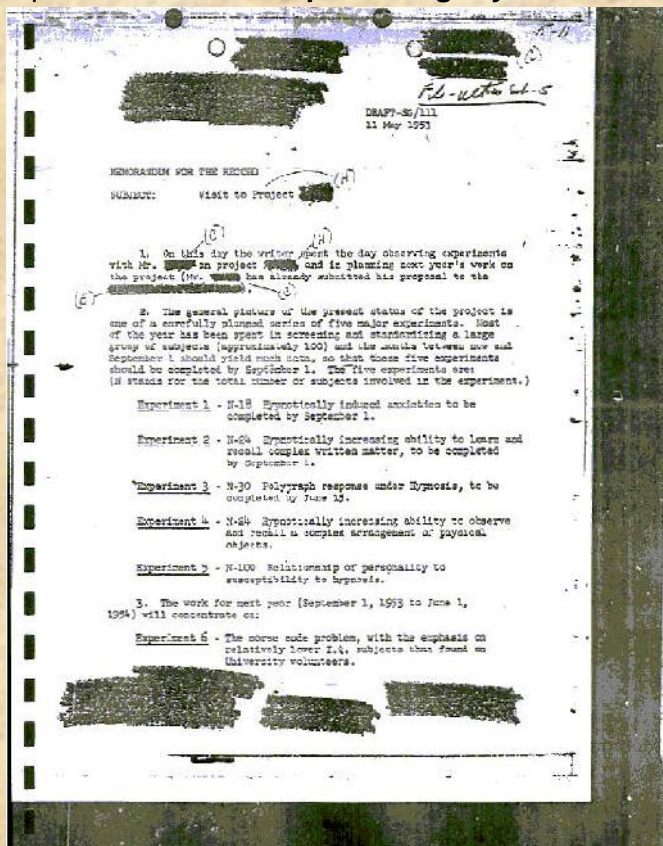 DRAFT-SG/111
11 May 1953
MEMORANDUM FOR THE RECORD
SUBJECT: Visit to Project
(A)
(B)
(A)
1. On this day the writer spent the day observing experiments
with Mr. on project and in planning next year's work on
the project (Mr. has already submitted his proposal to the
2. The general picture of the present status of the project is
one of a carefully planned series of five major experiments. Most
of the year has been spent in screening and standardizing a large
group of subjects (approximately 100) and the months between now and
September 1 should yield much data, so that these five experiments
should be completed by September 1. The five experiments are:
(N stands for the total number of subjects involved in the experiment.)
Experiment 1 - N-18 Hypnotically induced anxieties to be
completed by September 1.
Experiment 2 - N-24 Hypnotically increasing ability to learn and
recall complex written matter, to be completed
by September 1.
Experiment 3 - N-30 Polygraph response under Hypnosis, to be
completed by June 15.
Experiment 4 - N-24 Hypnotically increasing ability to observe
and recall a complex arrangement of physical
objects.
Experiment 5 - N-100 Relationship of personality to
susceptibility to hypnosis.
3. The work for next year (September 1, 1953 to June 1,
1954) will concentrate on:
Experiment 6 - The morse code problem, with the emphasis on
relatively lower I.Q. subjects than found on
University volunteers.